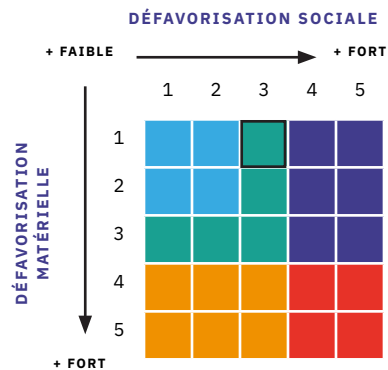 DÉFAVORISATION SOCIALE
+ FAIBLE
+ FORT
1 2 3 4 5
DÉFAVORISATION
MATÉRIELLE
1
2
3
4
5
+ FORT